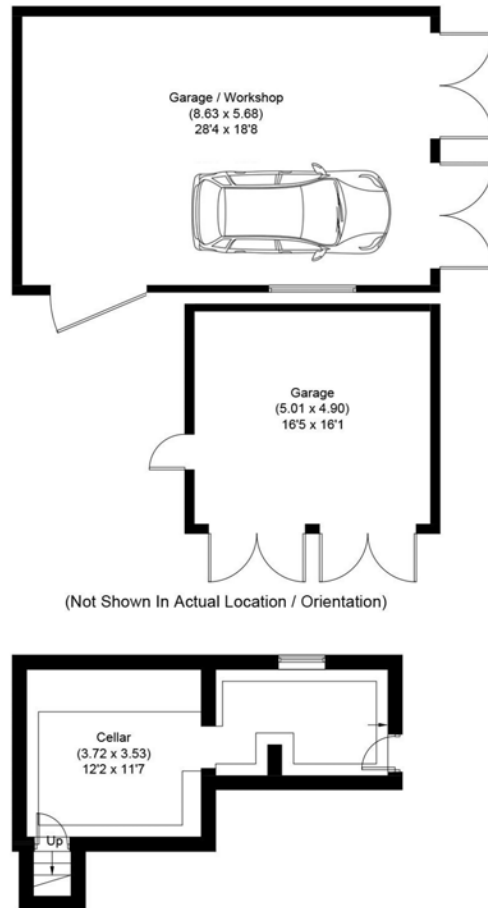 Garage / Workshop
(8.63 x 5.68)
28'4 x 18'8
Garage
(5.01 x 4.90)
16'5 x 16'1
(Not Shown In Actual Location / Orientation)
Cellar
(3.72 x 3.53)
12'2 x 11'7
Up